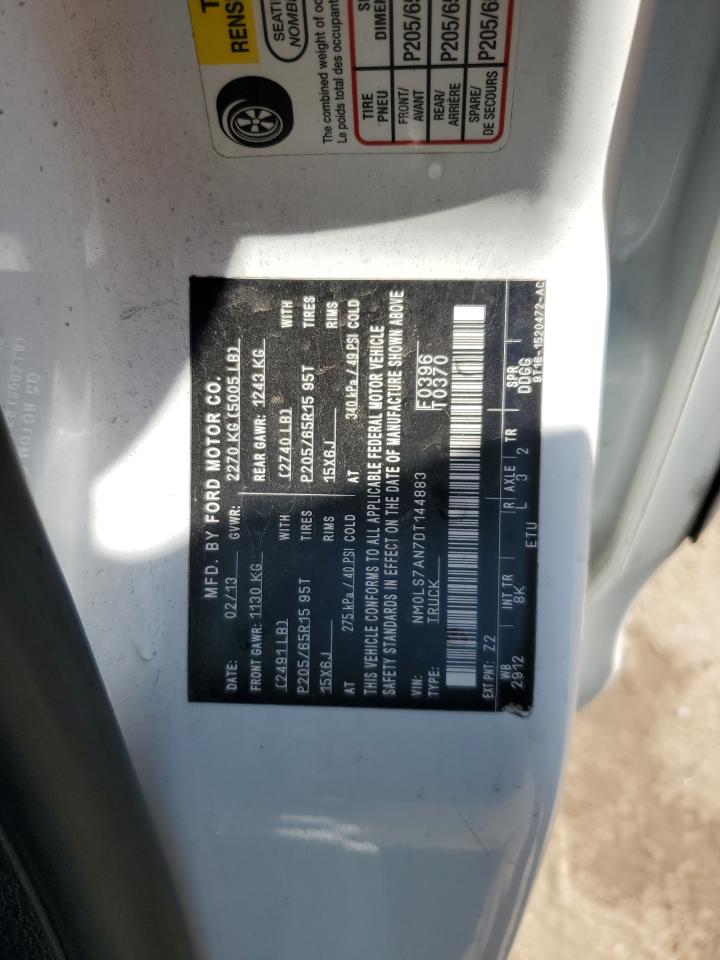 T
RENS
SEATI
NOMB
The combined weight of oc
Le poids total des occupant
TIRE
PNEU
SI
DIMEN
FRONT/
AVANT
P205/65
REAR/
ARRIÈRE
P205/65
SPARE/
DE SECOURS
P205/6
MFD. BY FORD MOTOR CO.
DATE: 02/13 GVWR: 2270 KG (5005 LB)
FRONT GAWR: 1130 KG REAR GAWR: 1243 KG
(2491 LB) WITH (2740 LB) WITH
P205/65R15 95T TIRES P205/65R15 95T TIRES
15X6J RIMS 15X6J RIMS
AT 275 kPa / 40 PSI COLD AT 340 kPa / 49 PSI COLD
THIS VEHICLE CONFORMS TO ALL APPLICABLE FEDERAL MOTOR VEHICLE
SAFETY STANDARDS IN EFFECT ON THE DATE OF MANUFACTURE SHOWN ABOVE
VIN: NM0LS7AN7DT144883 F0396
TYPE: TRUCK T0370
EXT PNT: Z2
WB INT TR R AXLE TR SPR
2912 8K L 3 2 DDGG
ETU 9T16-1520472-AC